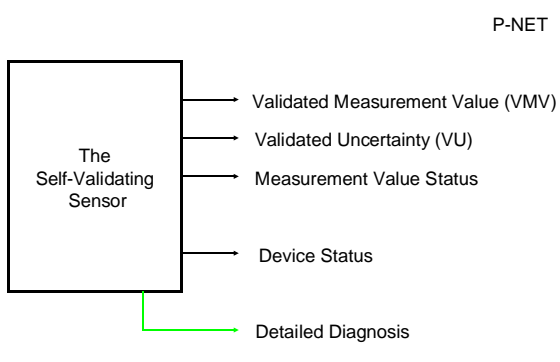 P-NET
The
Self-Validating
Sensor
Validated Measurement Value (VMV)
Validated Uncertainty (VU)
Measurement Value Status
Device Status
Detailed Diagnosis